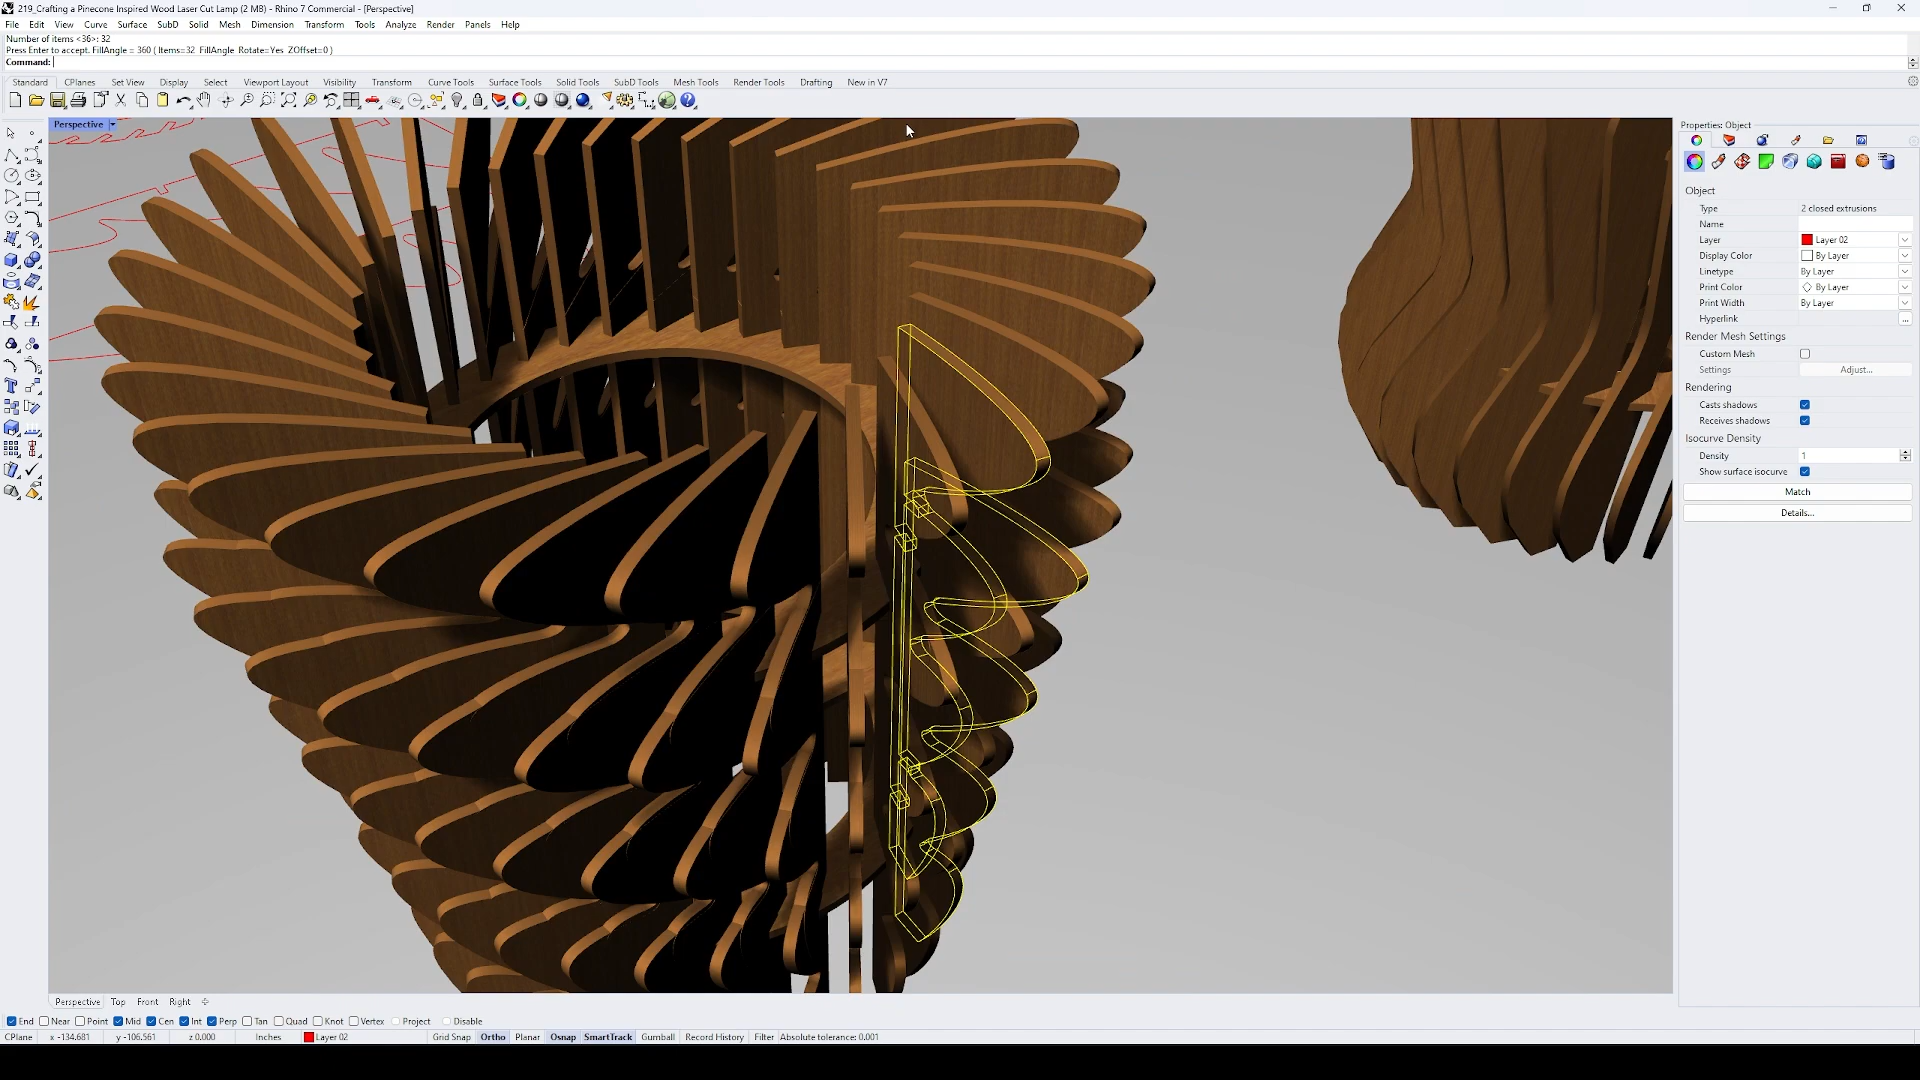 219_Crafting a Pinecone Inspired Wood Laser Cut Lamp (2 MB) - Rhino 7 Commercial - [Perspective]
File Edit View Curve Surface SubD Solid Mesh Dimension Transform Tools Analyze Render Panels Help
Number of items <36>: 32
Press Enter to accept. FillAngle = 360 ( Items=32 FillAngle Rotate=Yes ZOffset=0 )
Command:
Standard CPlanes Set View Display Select Viewport Layout Visibility Transform Curve Tools Surface Tools Solid Tools SubD Tools Mesh Tools Render Tools Drafting New in V7
Perspective
Properties: Object
Object
Type 2 closed extrusions
Name
Layer Layer 02
Display Color By Layer
Linetype By Layer
Print Color By Layer
Print Width By Layer
Hyperlink ...
Render Mesh Settings
Custom Mesh
Settings Adjust...
Rendering
Casts shadows
Receives shadows
Isocurve Density
Density 1
Show surface isocurve
Match
Details...
Perspective Top Front Right
End Near Point Mid Cen Int Perp Tan Quad Knot Vertex Project Disable
CPlane x -134.681 y -106.561 z 0.000 Inches Layer 02 Grid Snap Ortho Planar Osnap SmartTrack Gumball Record History Filter Absolute tolerance: 0.001